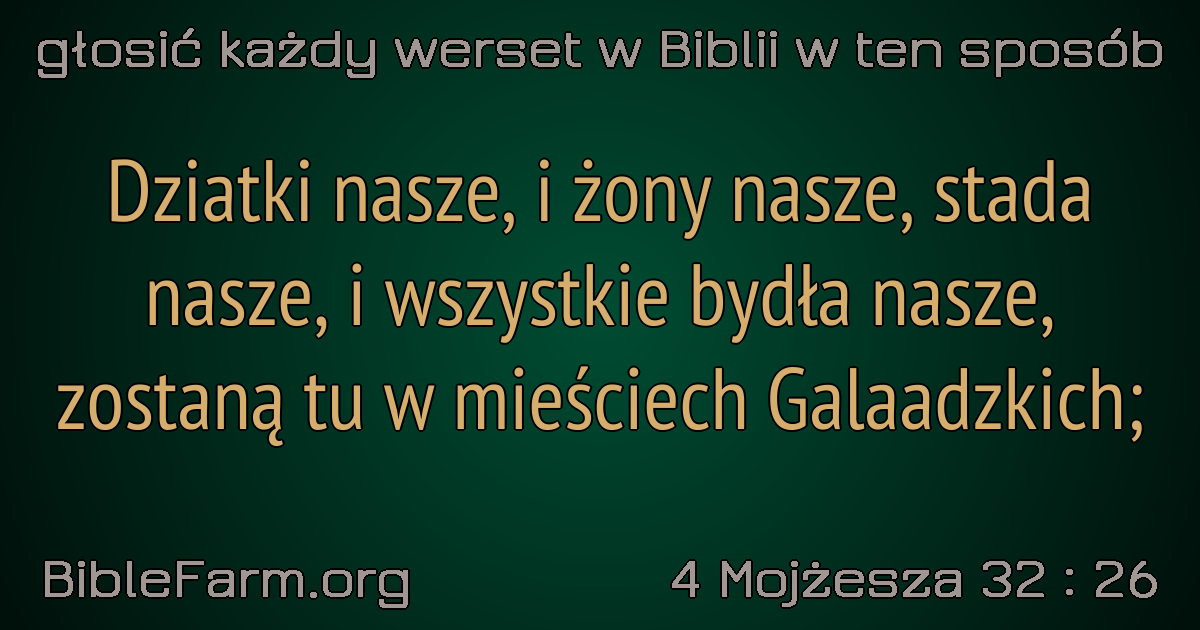 głosić każdy werset w Biblii w ten sposób
Dziatki nasze, i żony nasze, stada
nasze, i wszystkie bydła nasze,
zostaną tu w mieściech Galaadzkich;
BibleFarm.org
4 Mojżesza 32 : 26